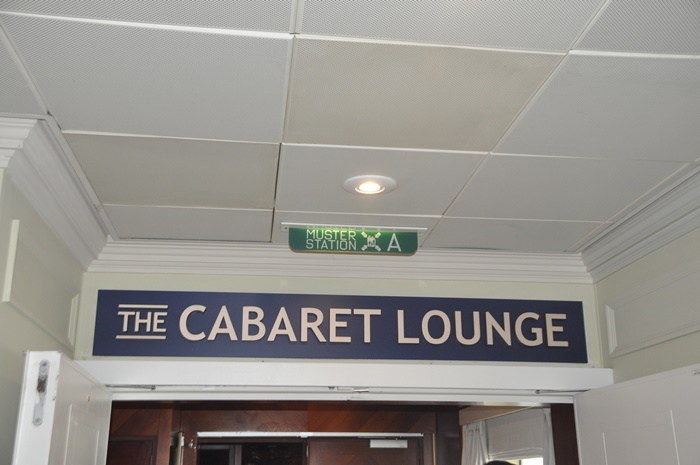 MUSTER
STATION A
THE CABARET LOUNGE